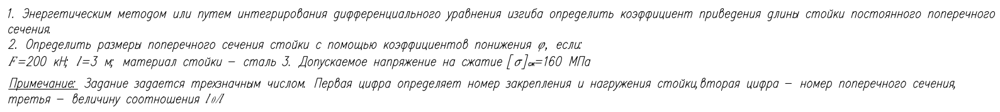 1. Энергетическим методом или путем интегрирования дифференциального уравнения изгиба определить коэффициент приведения длины стойки постоянного поперечного
сечения.
2. Определить размеры поперечного сечения стойки с помощью коэффициентов понижения φ, если:
F=200 кН; l=3 м; материал стойки – сталь 3. Допускаемое напряжение на сжатие [σ]сж=160 МПа
Примечание: Задание задается трехзначным числом. Первая цифра определяет номер закрепления и нагружения стойки,вторая цифра – номер поперечного сечения,
третья – величину соотношения l0/l